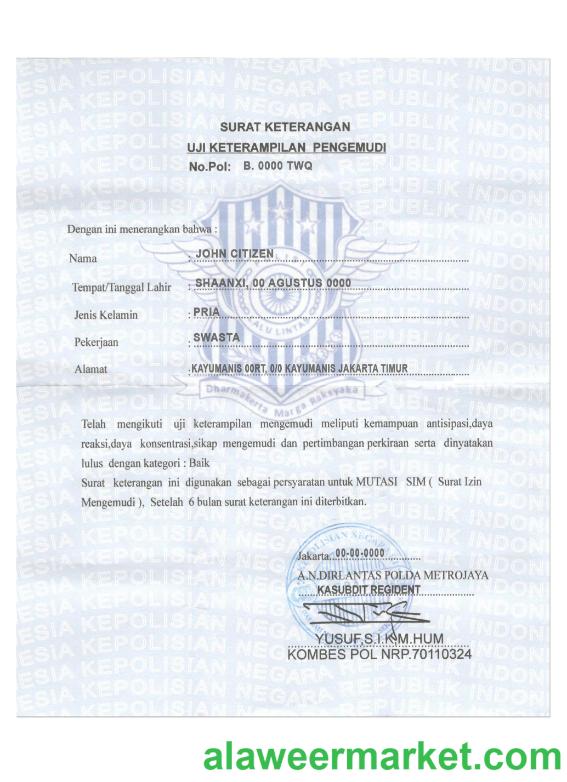 SURAT KETERANGAN
UJI KETERAMPILAN PENGEMUDI
No.Pol: B. 0000 TWQ
Dengan ini menerangkan bahwa :
Nama : JOHN CITIZEN
Tempat/Tanggal Lahir : SHAANXI, 00 AGUSTUS 0000
Jenis Kelamin : PRIA
Pekerjaan : SWASTA
Alamat : KAYUMANIS 00RT, 0/0 KAYUMANIS JAKARTA TIMUR
LALU LINTAS
Dharmakerta Marga Raksyaka
Telah mengikuti uji keterampilan mengemudi meliputi kemampuan antisipasi,daya
reaksi,daya konsentrasi,sikap mengemudi dan pertimbangan perkiraan serta dinyatakan
lulus dengan kategori : Baik
Surat keterangan ini digunakan sebagai persyaratan untuk MUTASI SIM ( Surat Izin
Mengemudi ), Setelah 6 bulan surat keterangan ini diterbitkan.
Jakarta, 00-00-0000
A.N.DIRLANTAS POLDA METROJAYA
KASUBDIT REGIDENT
YUSUF,S.I.K,M.HUM
KOMBES POL NRP.70110324
alaweermarket.com